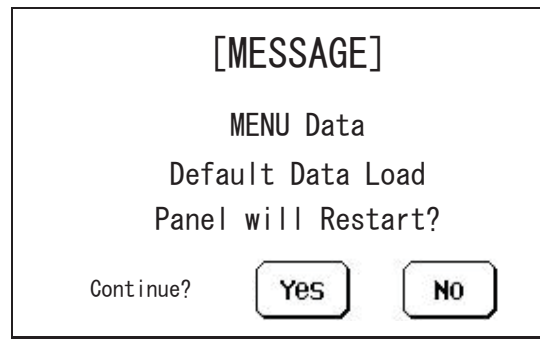 [MESSAGE]
MENU Data
Default Data Load
Panel will Restart?
Continue? Yes No